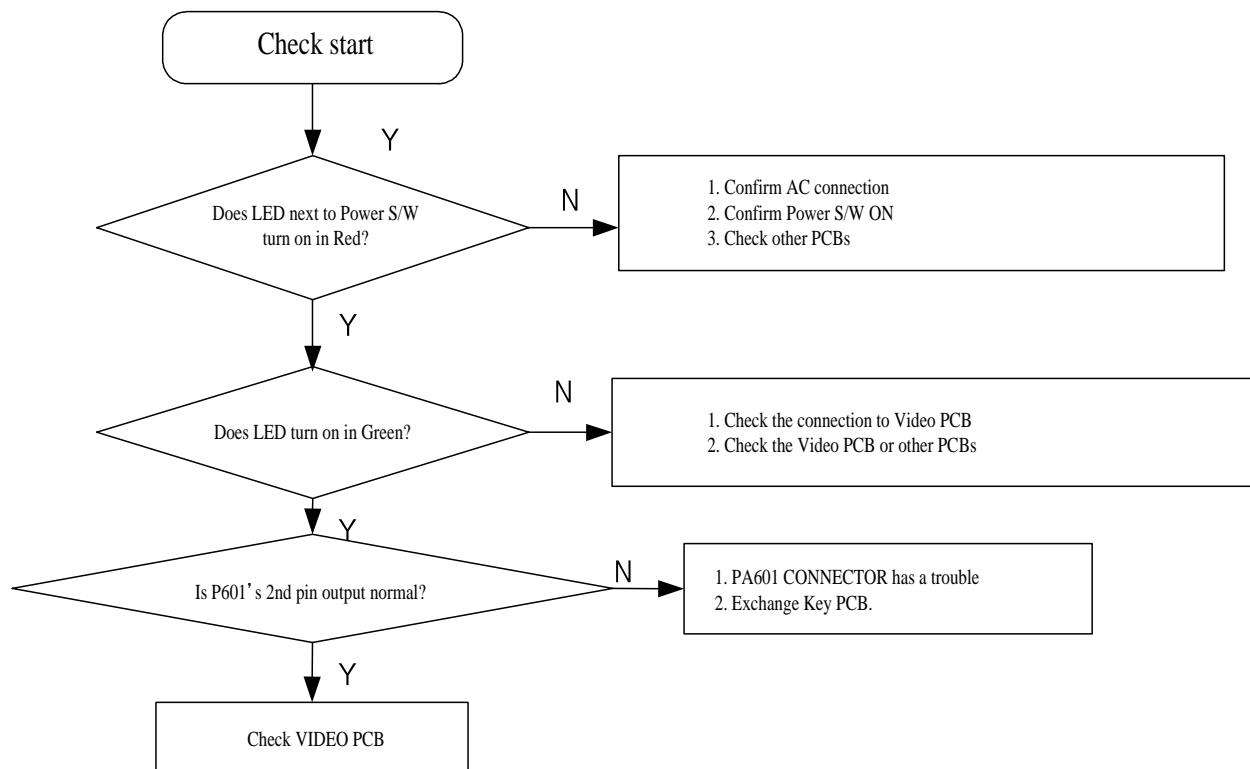 Check start
Y
Does LED next to Power S/W
turn on in Red?
N
1. Confirm AC connection
2. Confirm Power S/W ON
3. Check other PCBs
Y
Does LED turn on in Green?
N
1. Check the connection to Video PCB
2. Check the Video PCB or other PCBs
Y
Is P601’s 2nd pin output normal?
N
1. PA601 CONNECTOR has a trouble
2. Exchange Key PCB.
Y
Check VIDEO PCB